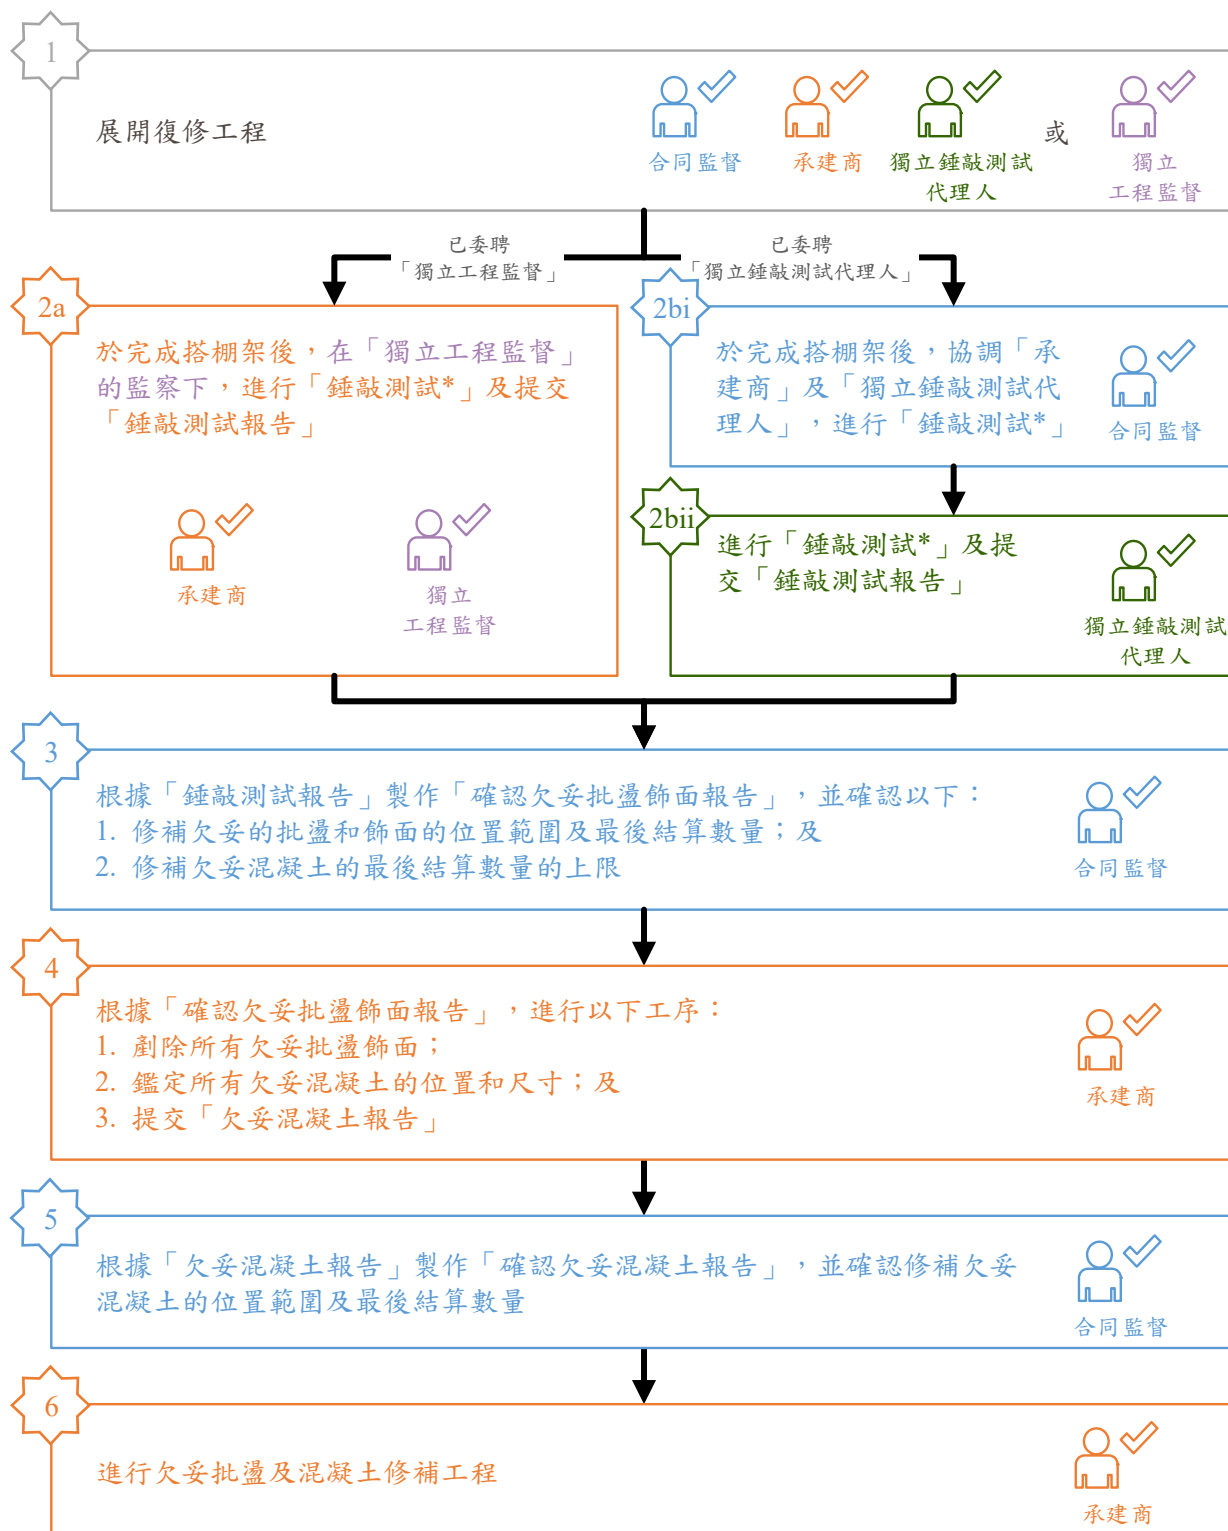 1
展開復修工程
合同監督
承建商
獨立錘敲測試
代理人
或
獨立
工程監督
已委聘
「獨立工程監督」
已委聘
「獨立錘敲測試代理人」
2a
於完成搭棚架後，在「獨立工程監督」
的監察下，進行「錘敲測試*」及提交
「錘敲測試報告」
承建商
獨立
工程監督
2bi
於完成搭棚架後，協調「承
建商」及「獨立錘敲測試代
理人」，進行「錘敲測試*」
合同監督
2bii
進行「錘敲測試*」及提
交「錘敲測試報告」
獨立錘敲測試
代理人
3
根據「錘敲測試報告」製作「確認欠妥批盪飾面報告」，並確認以下：
1. 修補欠妥的批盪和飾面的位置範圍及最後結算數量；及
2. 修補欠妥混凝土的最後結算數量的上限
合同監督
4
根據「確認欠妥批盪飾面報告」，進行以下工序：
1. 剷除所有欠妥批盪飾面；
2. 鑑定所有欠妥混凝土的位置和尺寸；及
3. 提交「欠妥混凝土報告」
承建商
5
根據「欠妥混凝土報告」製作「確認欠妥混凝土報告」，並確認修補欠妥
混凝土的位置範圍及最後結算數量
合同監督
6
進行欠妥批盪及混凝土修補工程
承建商